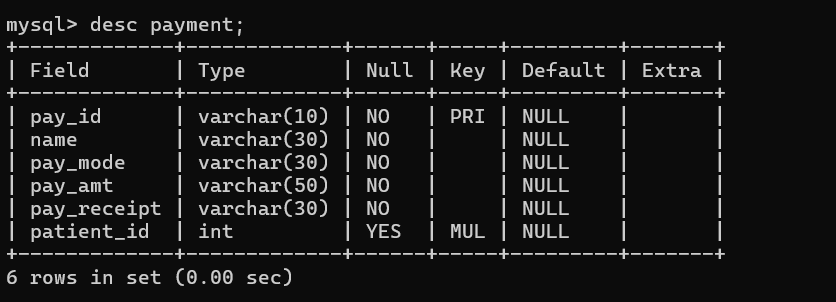 mysql> desc payment;
+-------------+-------------+------+-----+---------+-------+
| Field       | Type        | Null | Key | Default | Extra |
+-------------+-------------+------+-----+---------+-------+
| pay_id      | varchar(10) | NO   | PRI | NULL    |       |
| name        | varchar(30) | NO   |     | NULL    |       |
| pay_mode    | varchar(30) | NO   |     | NULL    |       |
| pay_amt     | varchar(50) | NO   |     | NULL    |       |
| pay_receipt | varchar(30) | NO   |     | NULL    |       |
| patient_id  | int         | YES  | MUL | NULL    |       |
+-------------+-------------+------+-----+---------+-------+
6 rows in set (0.00 sec)